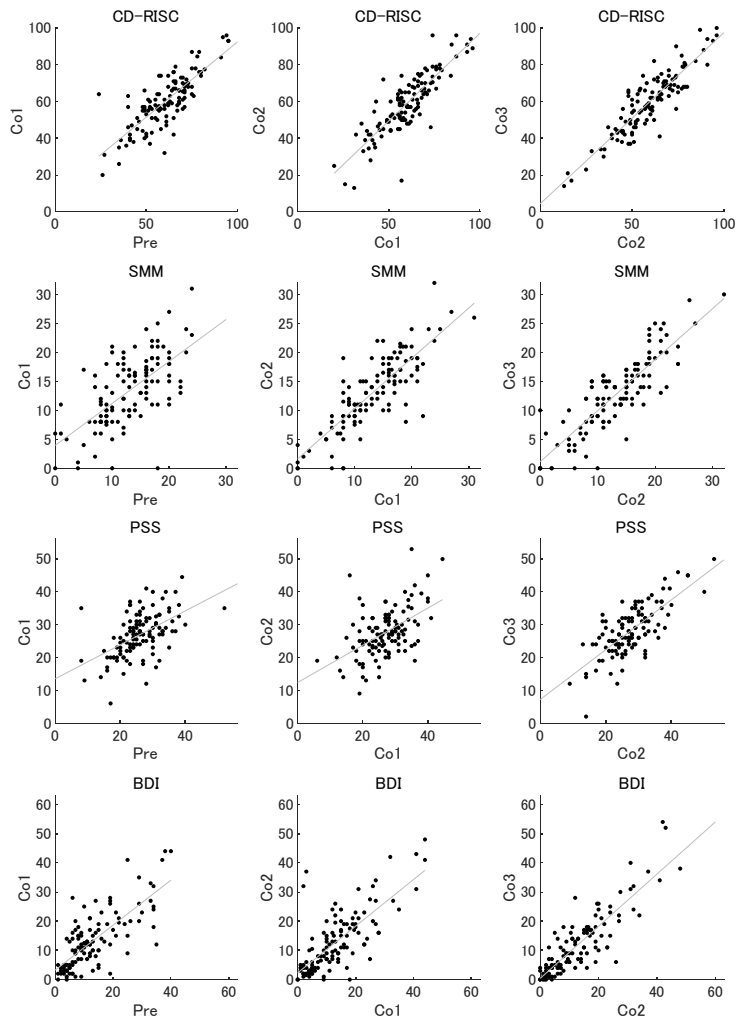 CD-RISC CD-RISC CD-RISC
100 100 100
80 80 80
60 60 60
40 40 40
20 20 20
0 0 0
Co1 Co2 Co3
0 50 100 0 50 100 0 50 100
Pre Co1 Co2
SMM SMM SMM
30 30 30
25 25 25
20 20 20
15 15 15
10 10 10
5 5 5
0 0 0
Co1 Co2 Co3
0 10 20 30 0 10 20 30 0 10 20 30
Pre Co1 Co2
PSS PSS PSS
50 50 50
40 40 40
30 30 30
20 20 20
10 10 10
0 0 0
Co1 Co2 Co3
0 20 40 0 20 40 0 20 40
Pre Co1 Co2
BDI BDI BDI
60 60 60
50 50 50
40 40 40
30 30 30
20 20 20
10 10 10
0 0 0
Co1 Co2 Co3
0 20 40 60 0 20 40 60 0 20 40 60
Pre Co1 Co2